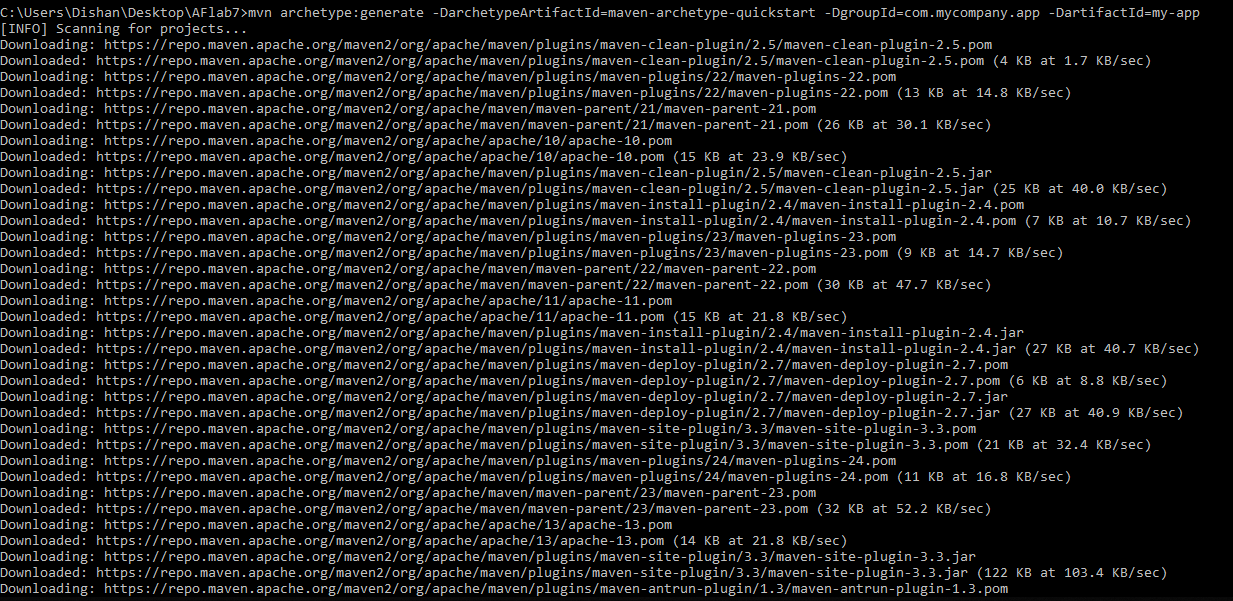 C:\Users\Dishan\Desktop\AFlab7>mvn archetype:generate -DarchetypeArtifactId=maven-archetype-quickstart -DgroupId=com.mycompany.app -DartifactId=my-app
[INFO] Scanning for projects...
Downloading: https://repo.maven.apache.org/maven2/org/apache/maven/plugins/maven-clean-plugin/2.5/maven-clean-plugin-2.5.pom
Downloaded: https://repo.maven.apache.org/maven2/org/apache/maven/plugins/maven-clean-plugin/2.5/maven-clean-plugin-2.5.pom (4 KB at 1.7 KB/sec)
Downloading: https://repo.maven.apache.org/maven2/org/apache/maven/plugins/maven-plugins/22/maven-plugins-22.pom
Downloaded: https://repo.maven.apache.org/maven2/org/apache/maven/plugins/maven-plugins/22/maven-plugins-22.pom (13 KB at 14.8 KB/sec)
Downloading: https://repo.maven.apache.org/maven2/org/apache/maven/maven-parent/21/maven-parent-21.pom
Downloaded: https://repo.maven.apache.org/maven2/org/apache/maven/maven-parent/21/maven-parent-21.pom (26 KB at 30.1 KB/sec)
Downloading: https://repo.maven.apache.org/maven2/org/apache/apache/10/apache-10.pom
Downloaded: https://repo.maven.apache.org/maven2/org/apache/apache/10/apache-10.pom (15 KB at 23.9 KB/sec)
Downloading: https://repo.maven.apache.org/maven2/org/apache/maven/plugins/maven-clean-plugin/2.5/maven-clean-plugin-2.5.jar
Downloaded: https://repo.maven.apache.org/maven2/org/apache/maven/plugins/maven-clean-plugin/2.5/maven-clean-plugin-2.5.jar (25 KB at 40.0 KB/sec)
Downloading: https://repo.maven.apache.org/maven2/org/apache/maven/plugins/maven-install-plugin/2.4/maven-install-plugin-2.4.pom
Downloaded: https://repo.maven.apache.org/maven2/org/apache/maven/plugins/maven-install-plugin/2.4/maven-install-plugin-2.4.pom (7 KB at 10.7 KB/sec)
Downloading: https://repo.maven.apache.org/maven2/org/apache/maven/plugins/maven-plugins/23/maven-plugins-23.pom
Downloaded: https://repo.maven.apache.org/maven2/org/apache/maven/plugins/maven-plugins/23/maven-plugins-23.pom (9 KB at 14.7 KB/sec)
Downloading: https://repo.maven.apache.org/maven2/org/apache/maven/maven-parent/22/maven-parent-22.pom
Downloaded: https://repo.maven.apache.org/maven2/org/apache/maven/maven-parent/22/maven-parent-22.pom (30 KB at 47.7 KB/sec)
Downloading: https://repo.maven.apache.org/maven2/org/apache/apache/11/apache-11.pom
Downloaded: https://repo.maven.apache.org/maven2/org/apache/apache/11/apache-11.pom (15 KB at 21.8 KB/sec)
Downloading: https://repo.maven.apache.org/maven2/org/apache/maven/plugins/maven-install-plugin/2.4/maven-install-plugin-2.4.jar
Downloaded: https://repo.maven.apache.org/maven2/org/apache/maven/plugins/maven-install-plugin/2.4/maven-install-plugin-2.4.jar (27 KB at 40.7 KB/sec)
Downloading: https://repo.maven.apache.org/maven2/org/apache/maven/plugins/maven-deploy-plugin/2.7/maven-deploy-plugin-2.7.pom
Downloaded: https://repo.maven.apache.org/maven2/org/apache/maven/plugins/maven-deploy-plugin/2.7/maven-deploy-plugin-2.7.pom (6 KB at 8.8 KB/sec)
Downloading: https://repo.maven.apache.org/maven2/org/apache/maven/plugins/maven-deploy-plugin/2.7/maven-deploy-plugin-2.7.jar
Downloaded: https://repo.maven.apache.org/maven2/org/apache/maven/plugins/maven-deploy-plugin/2.7/maven-deploy-plugin-2.7.jar (27 KB at 40.9 KB/sec)
Downloading: https://repo.maven.apache.org/maven2/org/apache/maven/plugins/maven-site-plugin/3.3/maven-site-plugin-3.3.pom
Downloaded: https://repo.maven.apache.org/maven2/org/apache/maven/plugins/maven-site-plugin/3.3/maven-site-plugin-3.3.pom (21 KB at 32.4 KB/sec)
Downloading: https://repo.maven.apache.org/maven2/org/apache/maven/plugins/maven-plugins/24/maven-plugins-24.pom
Downloaded: https://repo.maven.apache.org/maven2/org/apache/maven/plugins/maven-plugins/24/maven-plugins-24.pom (11 KB at 16.8 KB/sec)
Downloading: https://repo.maven.apache.org/maven2/org/apache/maven/maven-parent/23/maven-parent-23.pom
Downloaded: https://repo.maven.apache.org/maven2/org/apache/maven/maven-parent/23/maven-parent-23.pom (32 KB at 52.2 KB/sec)
Downloading: https://repo.maven.apache.org/maven2/org/apache/apache/13/apache-13.pom
Downloaded: https://repo.maven.apache.org/maven2/org/apache/apache/13/apache-13.pom (14 KB at 21.8 KB/sec)
Downloading: https://repo.maven.apache.org/maven2/org/apache/maven/plugins/maven-site-plugin/3.3/maven-site-plugin-3.3.jar
Downloaded: https://repo.maven.apache.org/maven2/org/apache/maven/plugins/maven-site-plugin/3.3/maven-site-plugin-3.3.jar (122 KB at 103.4 KB/sec)
Downloading: https://repo.maven.apache.org/maven2/org/apache/maven/plugins/maven-antrun-plugin/1.3/maven-antrun-plugin-1.3.pom